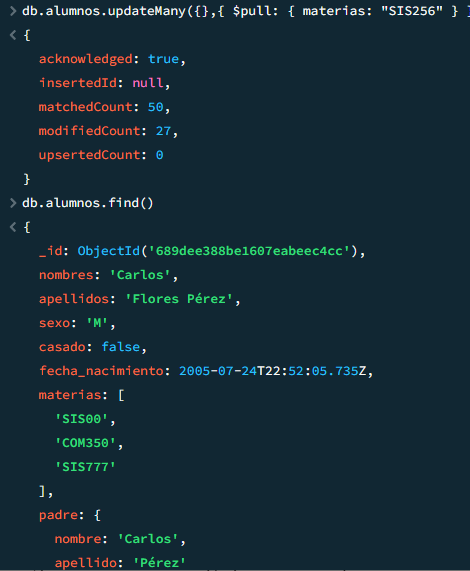 > db.alumnos.updateMany({},{ $pull: { materias: "SIS256" } }
< {
acknowledged: true,
insertedId: null,
matchedCount: 50,
modifiedCount: 27,
upsertedCount: 0
}
> db.alumnos.find()
< {
_id: ObjectId('689dee388be1607eabeec4cc'),
nombres: 'Carlos',
apellidos: 'Flores Pérez',
sexo: 'M',
casado: false,
fecha_nacimiento: 2005-07-24T22:52:05.735Z,
materias: [
'SIS00',
'COM350',
'SIS777'
],
padre: {
nombre: 'Carlos',
apellido: 'Pérez'